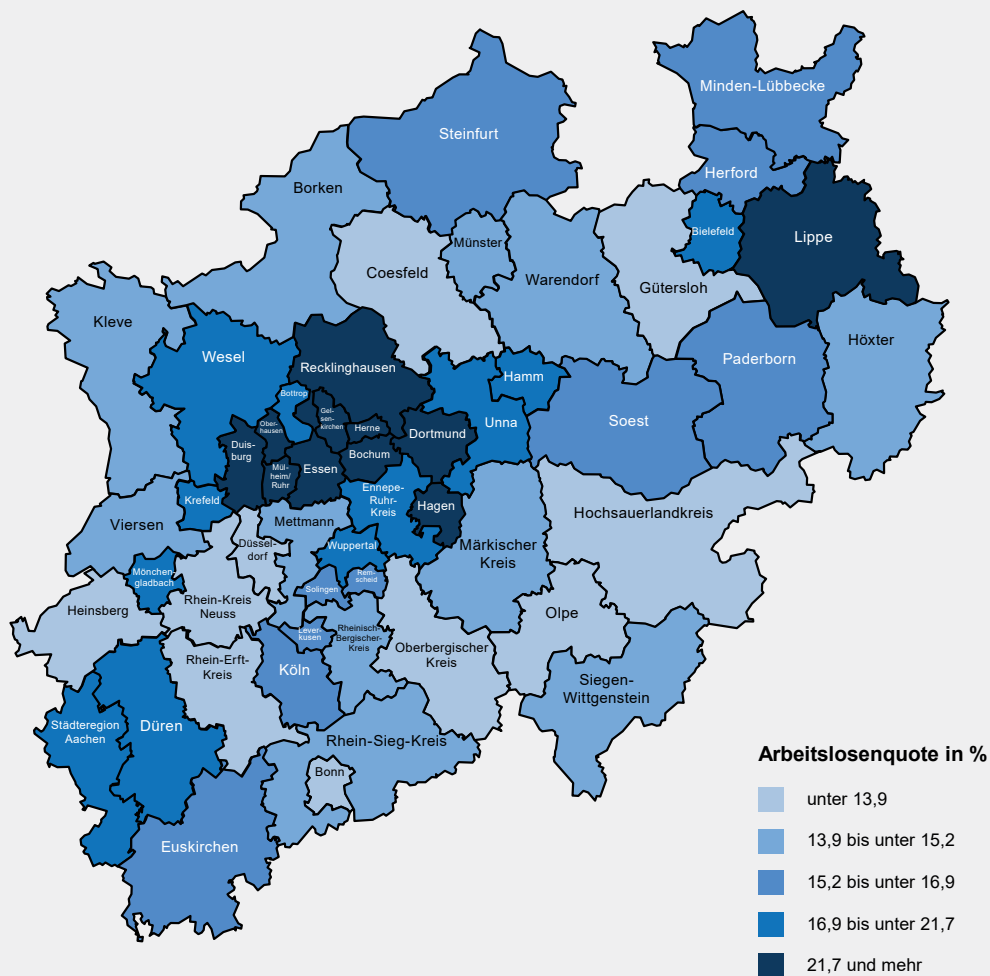 Minden-Lübbecke
Steinfurt
Herford
Borken
Bielefeld
Lippe
Münster
Coesfeld
Warendorf
Gütersloh
Kleve
Höxter
Wesel
Paderborn
Recklinghausen
Hamm
Bottrop
Gel-
sen-
kirchen
Ober-
hausen
Herne
Unna
Soest
Dortmund
Duis-
burg
Bochum
Essen
Mül-
heim/
Ruhr
Ennepe-
Ruhr-
Kreis
Krefeld
Hagen
Hochsauerlandkreis
Viersen
Mettmann
Düssel-
dorf
Wuppertal
Märkischer
Kreis
Mönchen-
gladbach
Rem-
scheid
Solingen
Heinsberg
Rhein-Kreis
Neuss
Olpe
Lever-
kusen
Rheinisch-
Bergischer-
Kreis
Oberbergischer
Kreis
Rhein-Erft-
Kreis
Köln
Siegen-
Wittgenstein
Städteregion
Aachen
Düren
Rhein-Sieg-Kreis
Bonn
Euskirchen
Arbeitslosenquote in %
unter 13,9
13,9 bis unter 15,2
15,2 bis unter 16,9
16,9 bis unter 21,7
21,7 und mehr